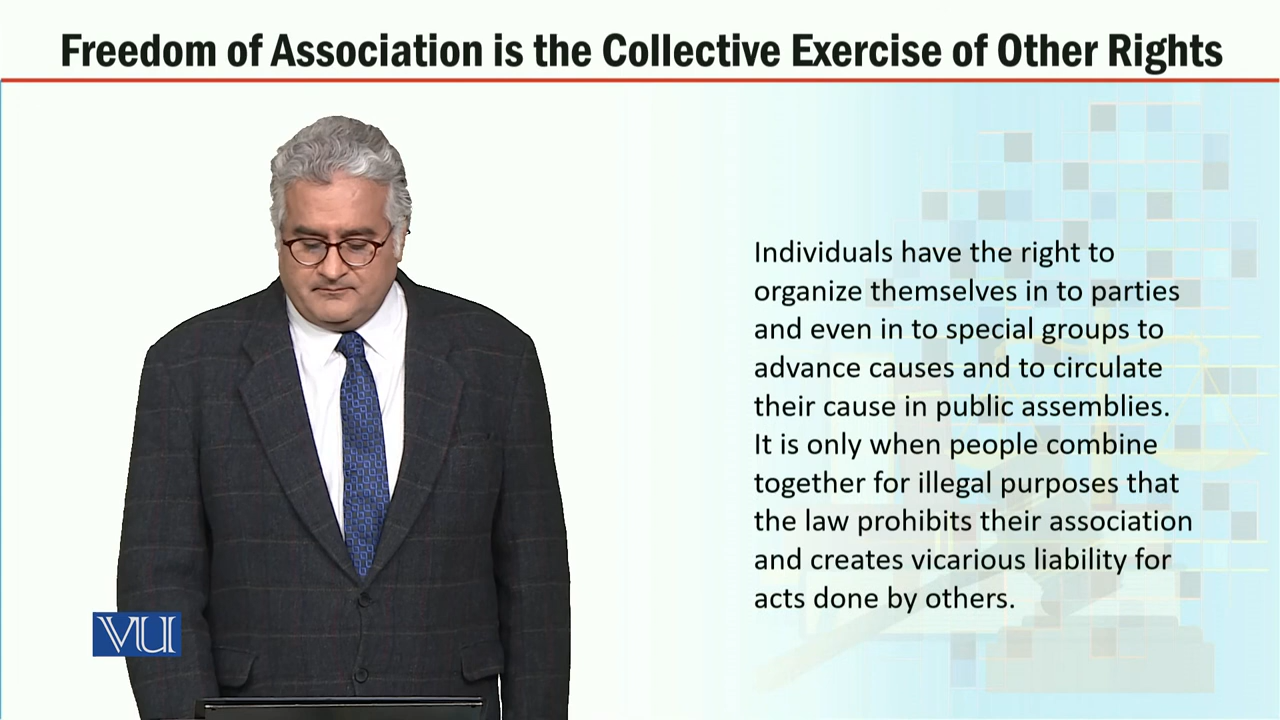 Freedom of Association is the Collective Exercise of Other Rights
Individuals have the right to
organize themselves in to parties
and even in to special groups to
advance causes and to circulate
their cause in public assemblies.
It is only when people combine
together for illegal purposes that
the law prohibits their association
and creates vicarious liability for
acts done by others.
VU